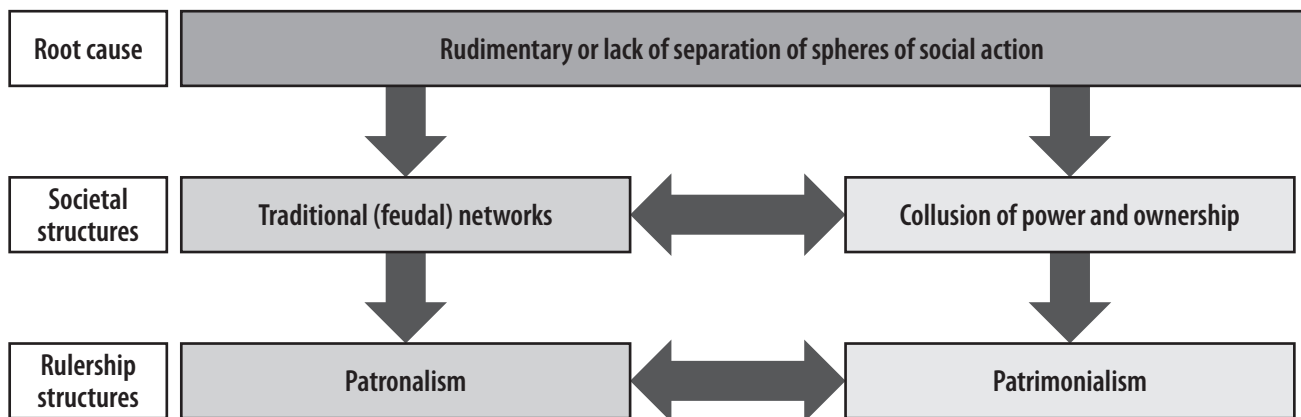 Root cause
Rudimentary or lack of separation of spheres of social action
Societal
structures
Traditional (feudal) networks
Collusion of power and ownership
Rulership
structures
Patronalism
Patrimonialism